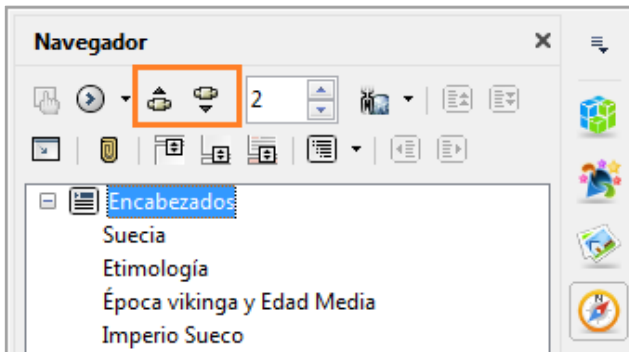 Navegador
2
Encabezados
Suecia
Etimología
Época vikinga y Edad Media
Imperio Sueco